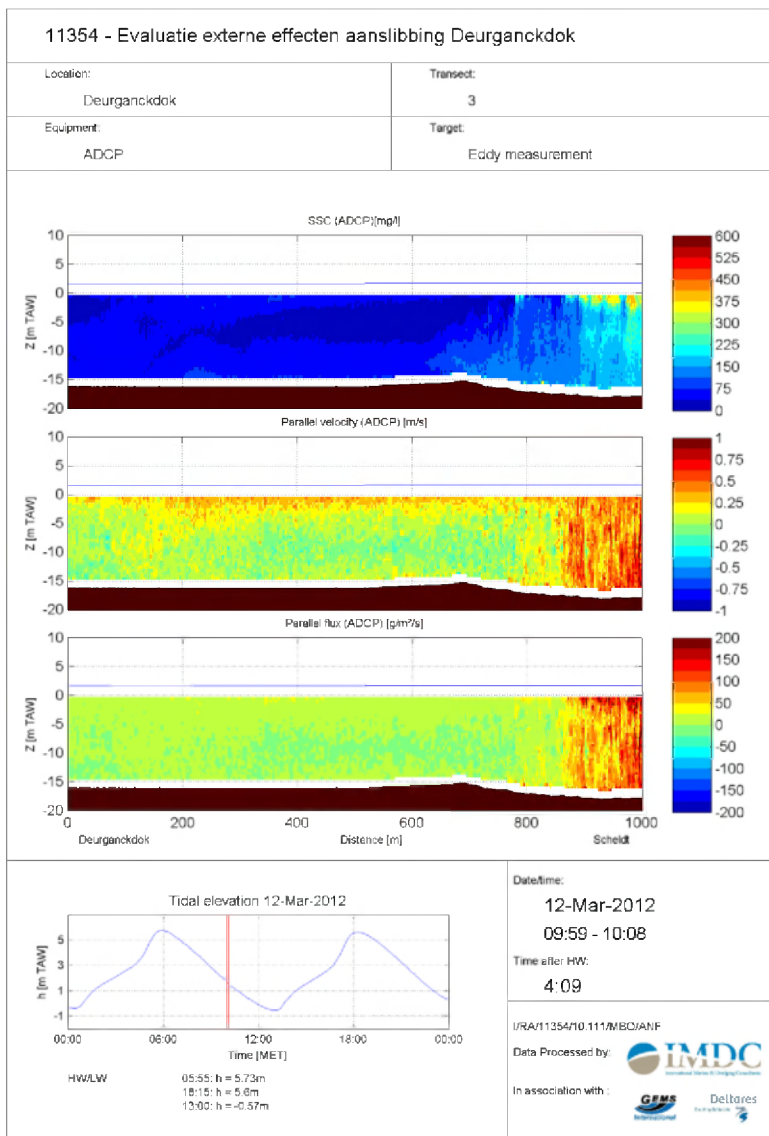 11354 - Evaluatie externe effecten aanslibbing Deurganckdok
Location:
Deurganckdok
Transect:
3
Equipment:
ADCP
Target:
Eddy measurement
SSC (ADCP)[mg/l]
10
5
0
-5
-10
-15
-20
Z [m TAW]
600
525
450
375
300
225
150
75
0
Parallel velocity (ADCP) [m/s]
10
5
0
-5
-10
-15
-20
Z [m TAW]
1
0.75
0.5
0.25
0
-0.25
-0.5
-0.75
-1
Parallel flux (ADCP) [g/m²/s]
10
5
0
-5
-10
-15
-20
Z [m TAW]
200
150
100
50
0
-50
-100
-150
-200
0 200 400 600 800 1000
Deurganckdok Distance [m] Scheldt
Tidal elevation 12-Mar-2012
5
3
1
-1
h [m TAW]
00:00 06:00 12:00 18:00 00:00
Time [MET]
HW/LW
05:55: h = 5.73m
18:15: h = 5.6m
13:00: h = -0.57m
Date/time:
12-Mar-2012
09:59 - 10:08
Time after HW:
4:09
I/RA/11354/10.111/MBO/ANF
Data Processed by:
IMDC
International Marine & Dredging Consultants
In association with :
GEMS
International
Deltares